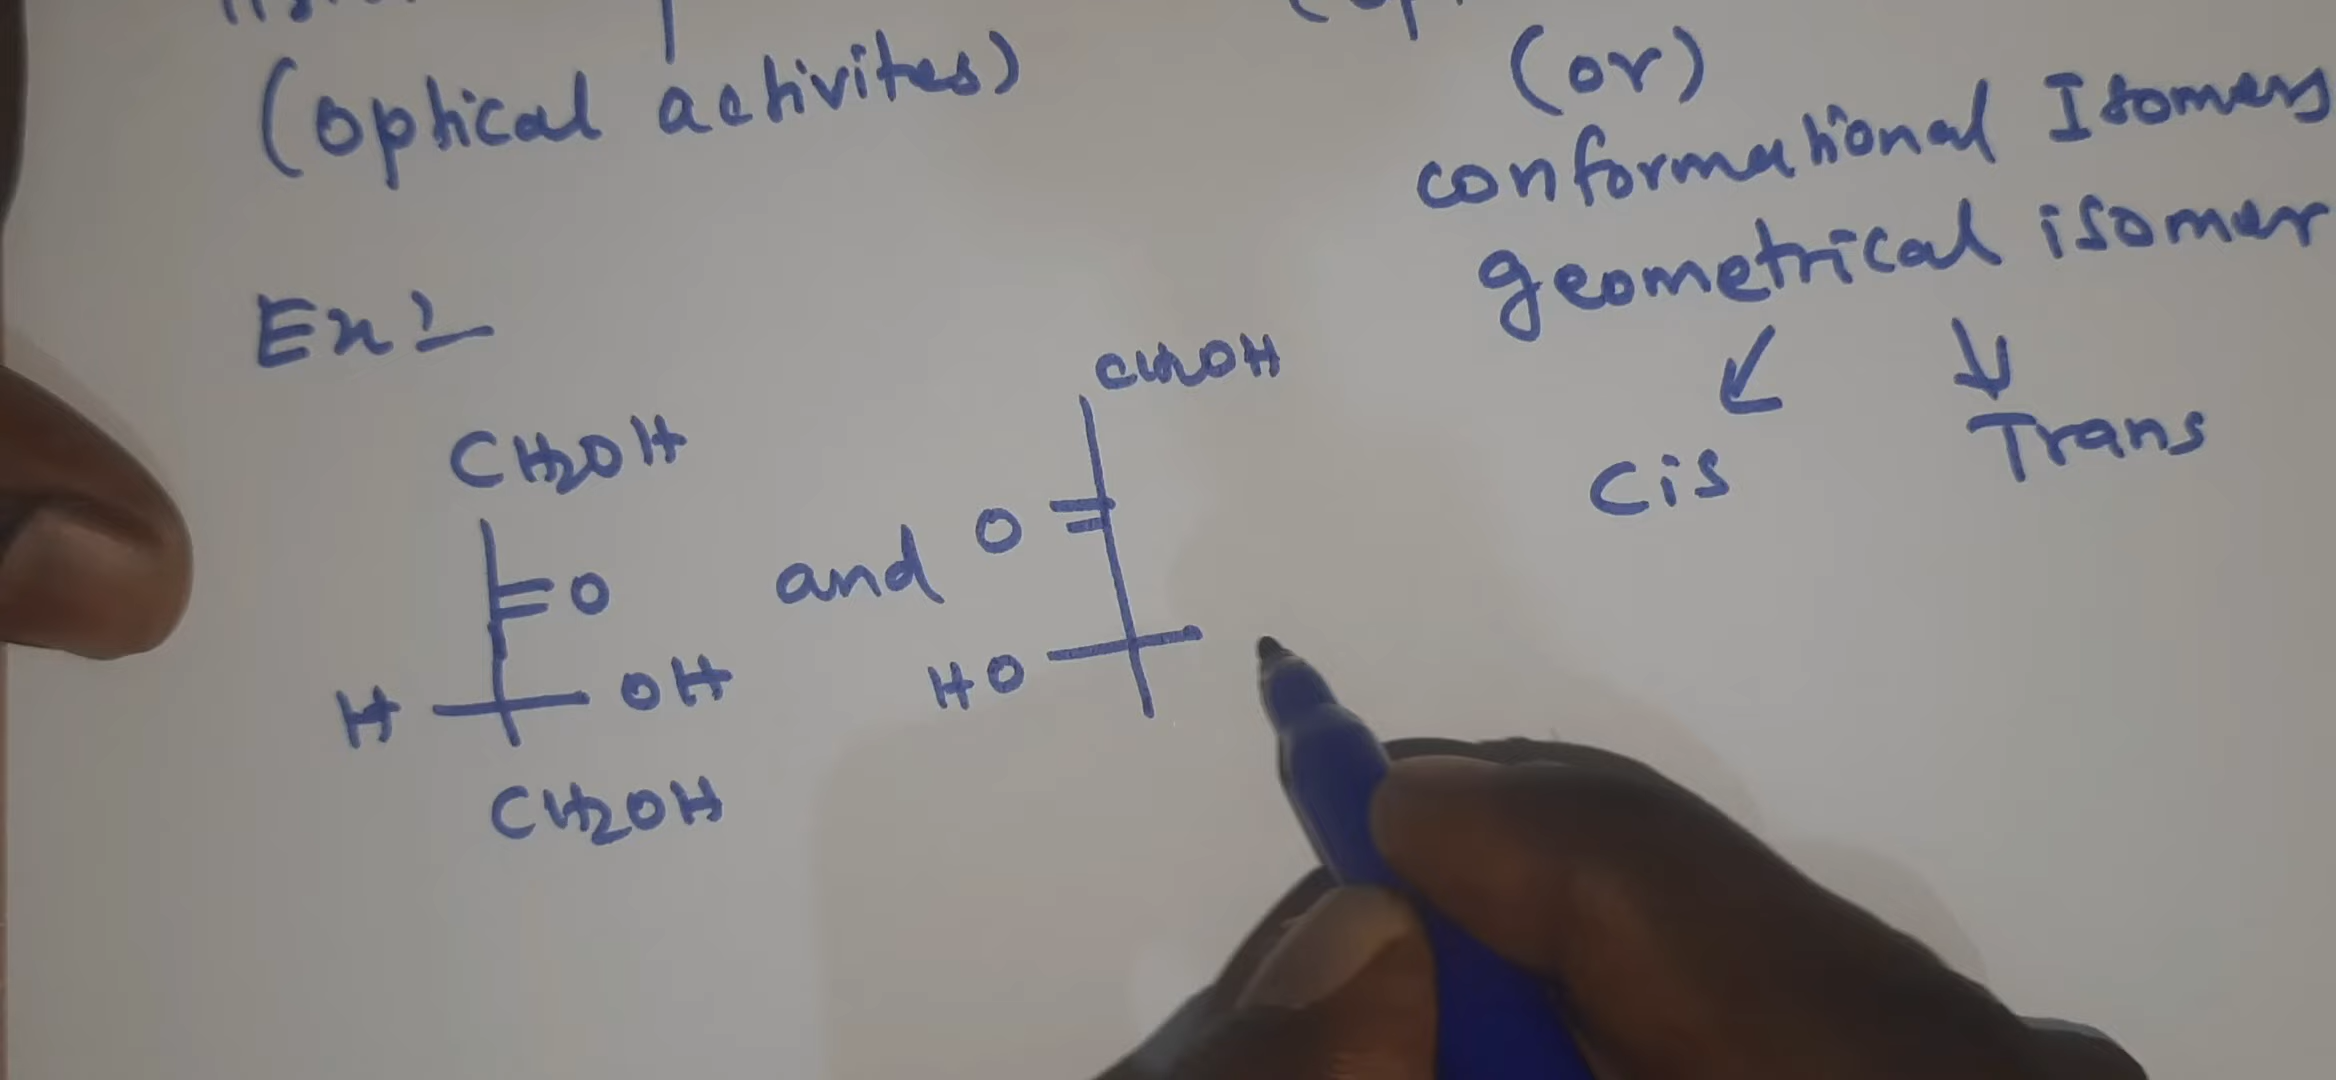 (optical activites)
(or)
conformational Isomers
geometrical isomer
Cis
Trans
Ex:-
CH2OH
O
H
OH
CH2OH
and
CH2OH
O
HO